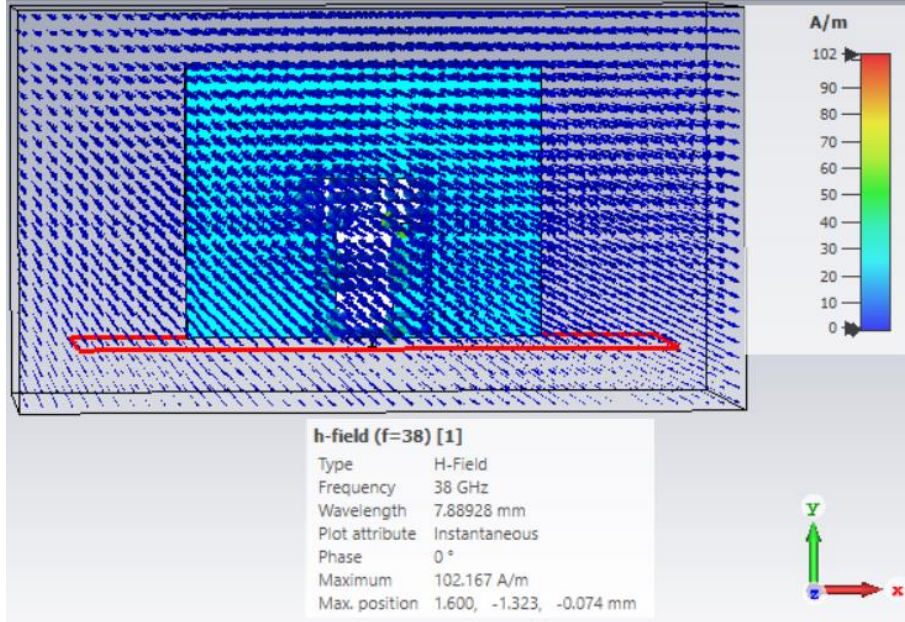 A/m
102
90
80
70
60
50
40
30
20
10
0
h-field (f=38) [1]
Type H-Field
Frequency 38 GHz
Wavelength 7.88928 mm
Plot attribute Instantaneous
Phase 0 °
Maximum 102.167 A/m
Max. position 1.600, -1.323, -0.074 mm
y
z x